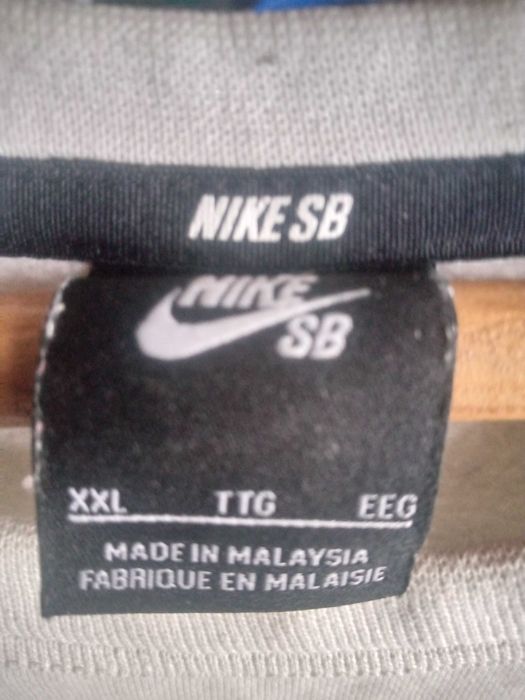 NIKE SB
NIKE
SB
XXL TTG EEG
MADE IN MALAYSIA
FABRIQUE EN MALAISIE